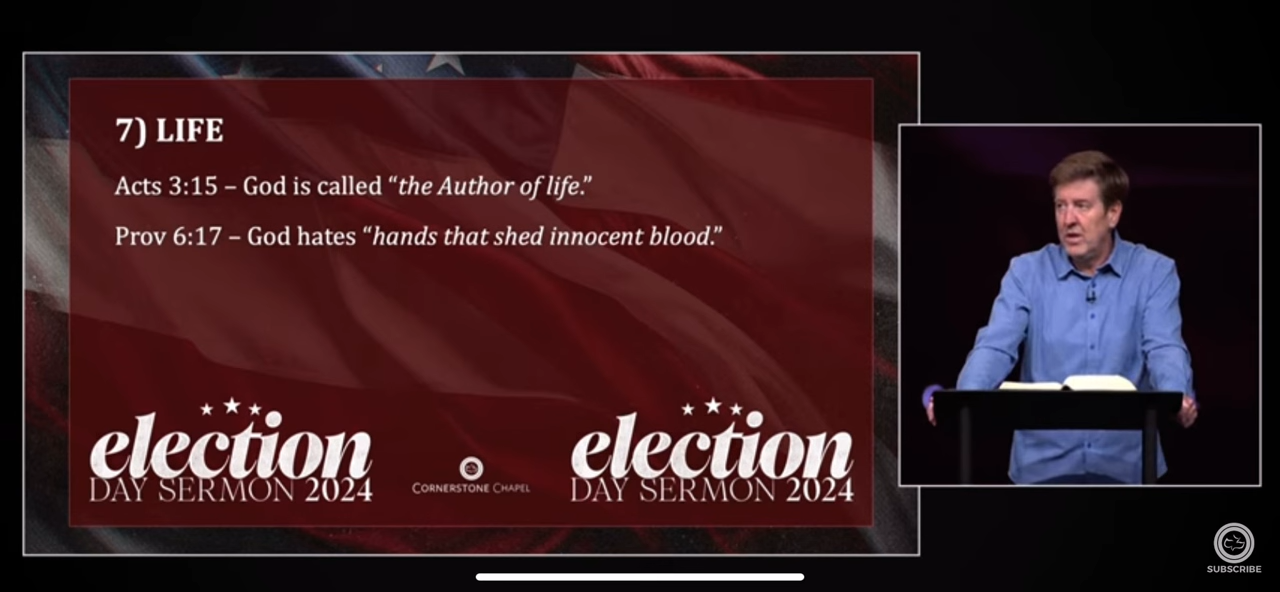 7) LIFE
Acts 3:15 – God is called “the Author of life.”
Prov 6:17 – God hates “hands that shed innocent blood.”
election
DAY SERMON 2024
CORNERSTONE CHAPEL
election
DAY SERMON 2024
SUBSCRIBE